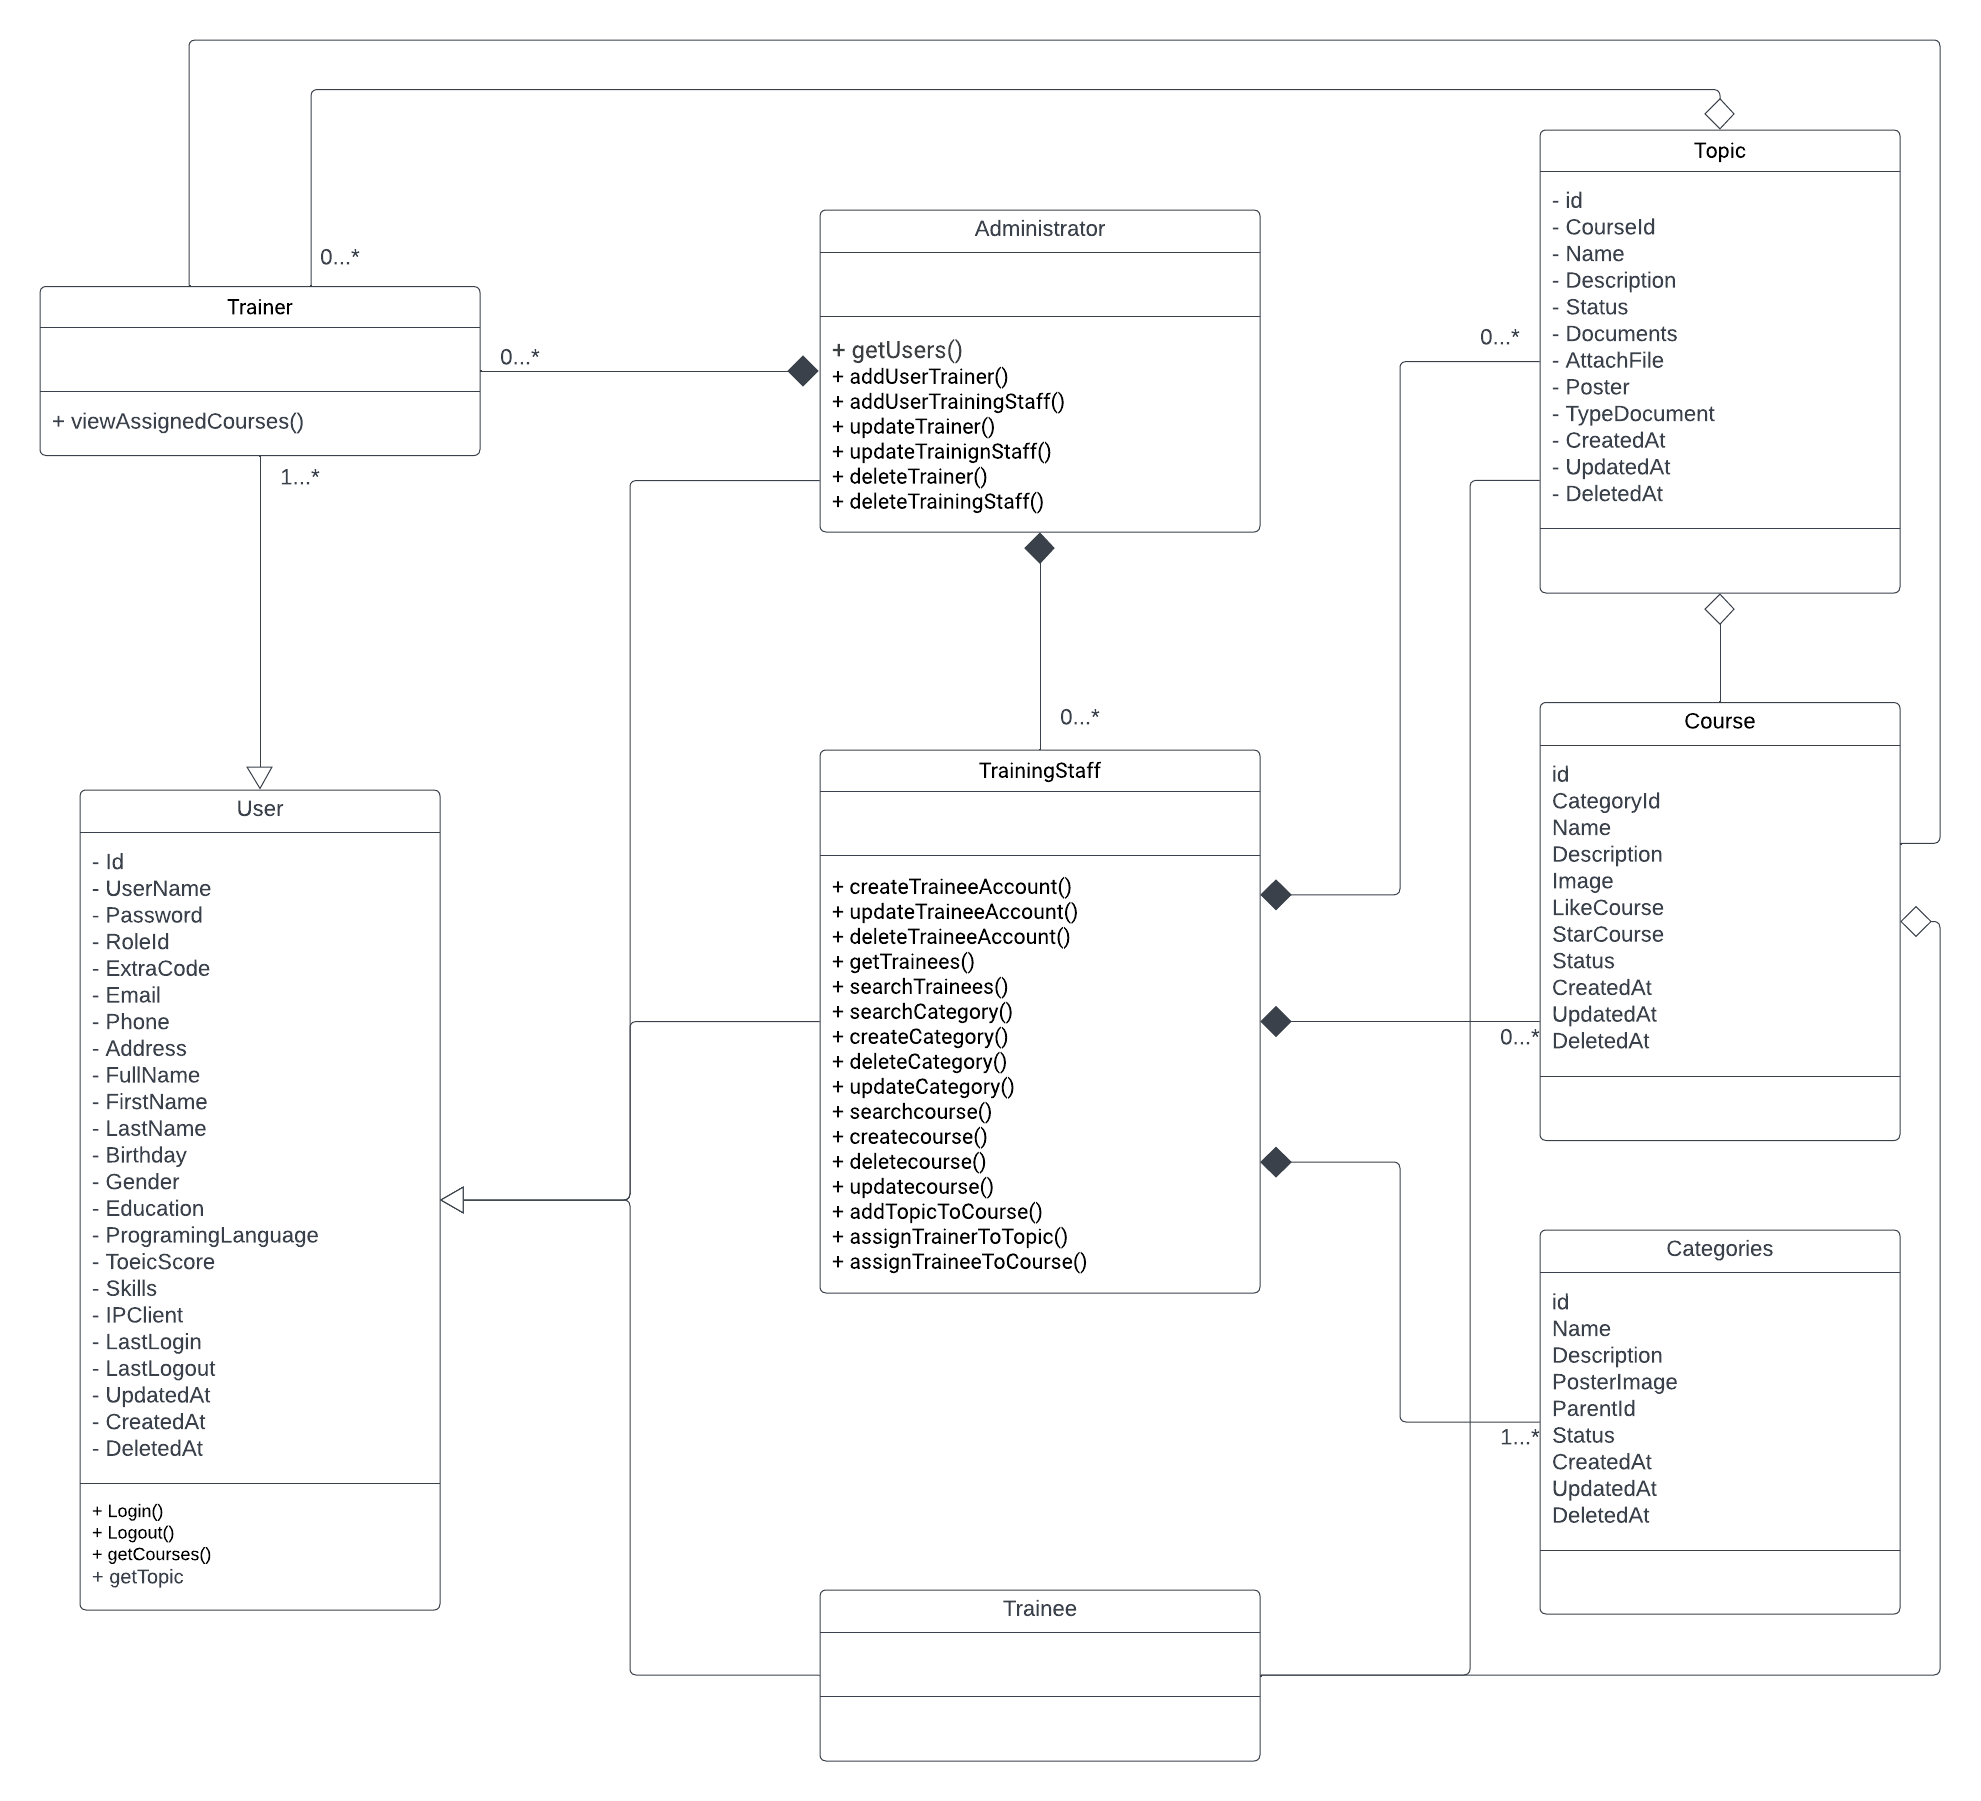 Topic
- id
- CourseId
- Name
- Description
- Status
- Documents
- AttachFile
- Poster
- TypeDocument
- CreatedAt
- UpdatedAt
- DeletedAt
0...*
Administrator
+ getUsers()
+ addUserTrainer()
+ addUserTrainingStaff()
+ updateTrainer()
+ updateTrainignStaff()
+ deleteTrainer()
+ deleteTrainingStaff()
0...*
Trainer
+ viewAssignedCourses()
0...*
1...*
0...*
TrainingStaff
+ createTraineeAccount()
+ updateTraineeAccount()
+ deleteTraineeAccount()
+ getTrainees()
+ searchTrainees()
+ searchCategory()
+ createCategory()
+ deleteCategory()
+ updateCategory()
+ searchcourse()
+ createcourse()
+ deletecourse()
+ updatecourse()
+ addTopicToCourse()
+ assignTrainerToTopic()
+ assignTraineeToCourse()
Course
id
CategoryId
Name
Description
Image
LikeCourse
StarCourse
Status
CreatedAt
UpdatedAt
DeletedAt
0...*
User
- Id
- UserName
- Password
- RoleId
- ExtraCode
- Email
- Phone
- Address
- FullName
- FirstName
- LastName
- Birthday
- Gender
- Education
- ProgramingLanguage
- ToeicScore
- Skills
- IPClient
- LastLogin
- LastLogout
- UpdatedAt
- CreatedAt
- DeletedAt
+ Login()
+ Logout()
+ getCourses()
+ getTopic
Categories
id
Name
Description
PosterImage
ParentId
Status
CreatedAt
UpdatedAt
DeletedAt
1...*
Trainee